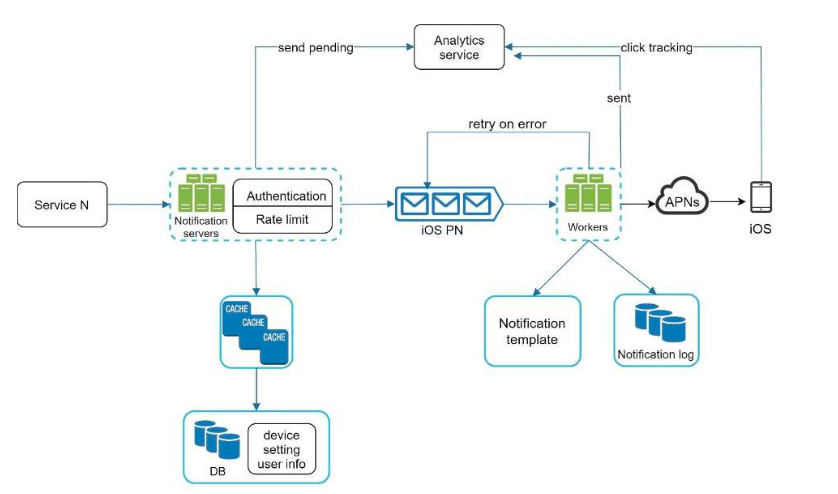 Analytics
service
send pending
click tracking
sent
retry on error
Service N
Notification
servers
Authentication
Rate limit
iOS PN
Workers
APNs
iOS
CACHE
CACHE
CACHE
Notification
template
Notification log
DB
device
setting
user info